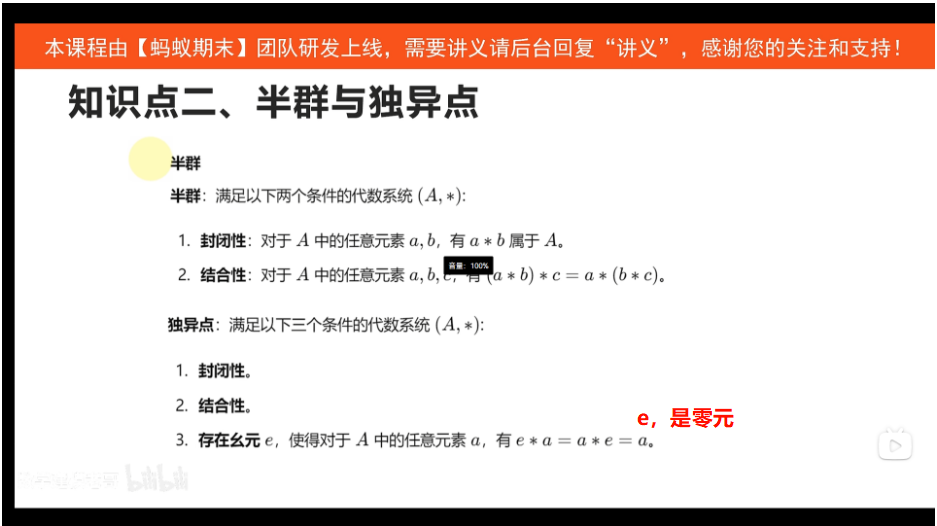 本课程由【蚂蚁期末】团队研发上线，需要讲义请后台回复“讲义”，感谢您的关注和支持！
知识点二、半群与独异点
半群
半群：满足以下两个条件的代数系统 (A, *):
1. 封闭性：对于 A 中的任意元素 a, b，有 a * b 属于 A。
音量：100%
2. 结合性：对于 A 中的任意元素 a, b, c，有 (a * b) * c = a * (b * c)。
独异点：满足以下三个条件的代数系统 (A, *):
1. 封闭性。
2. 结合性。
e，是零元
3. 存在幺元 e，使得对于 A 中的任意元素 a，有 e * a = a * e = a。
bilibili